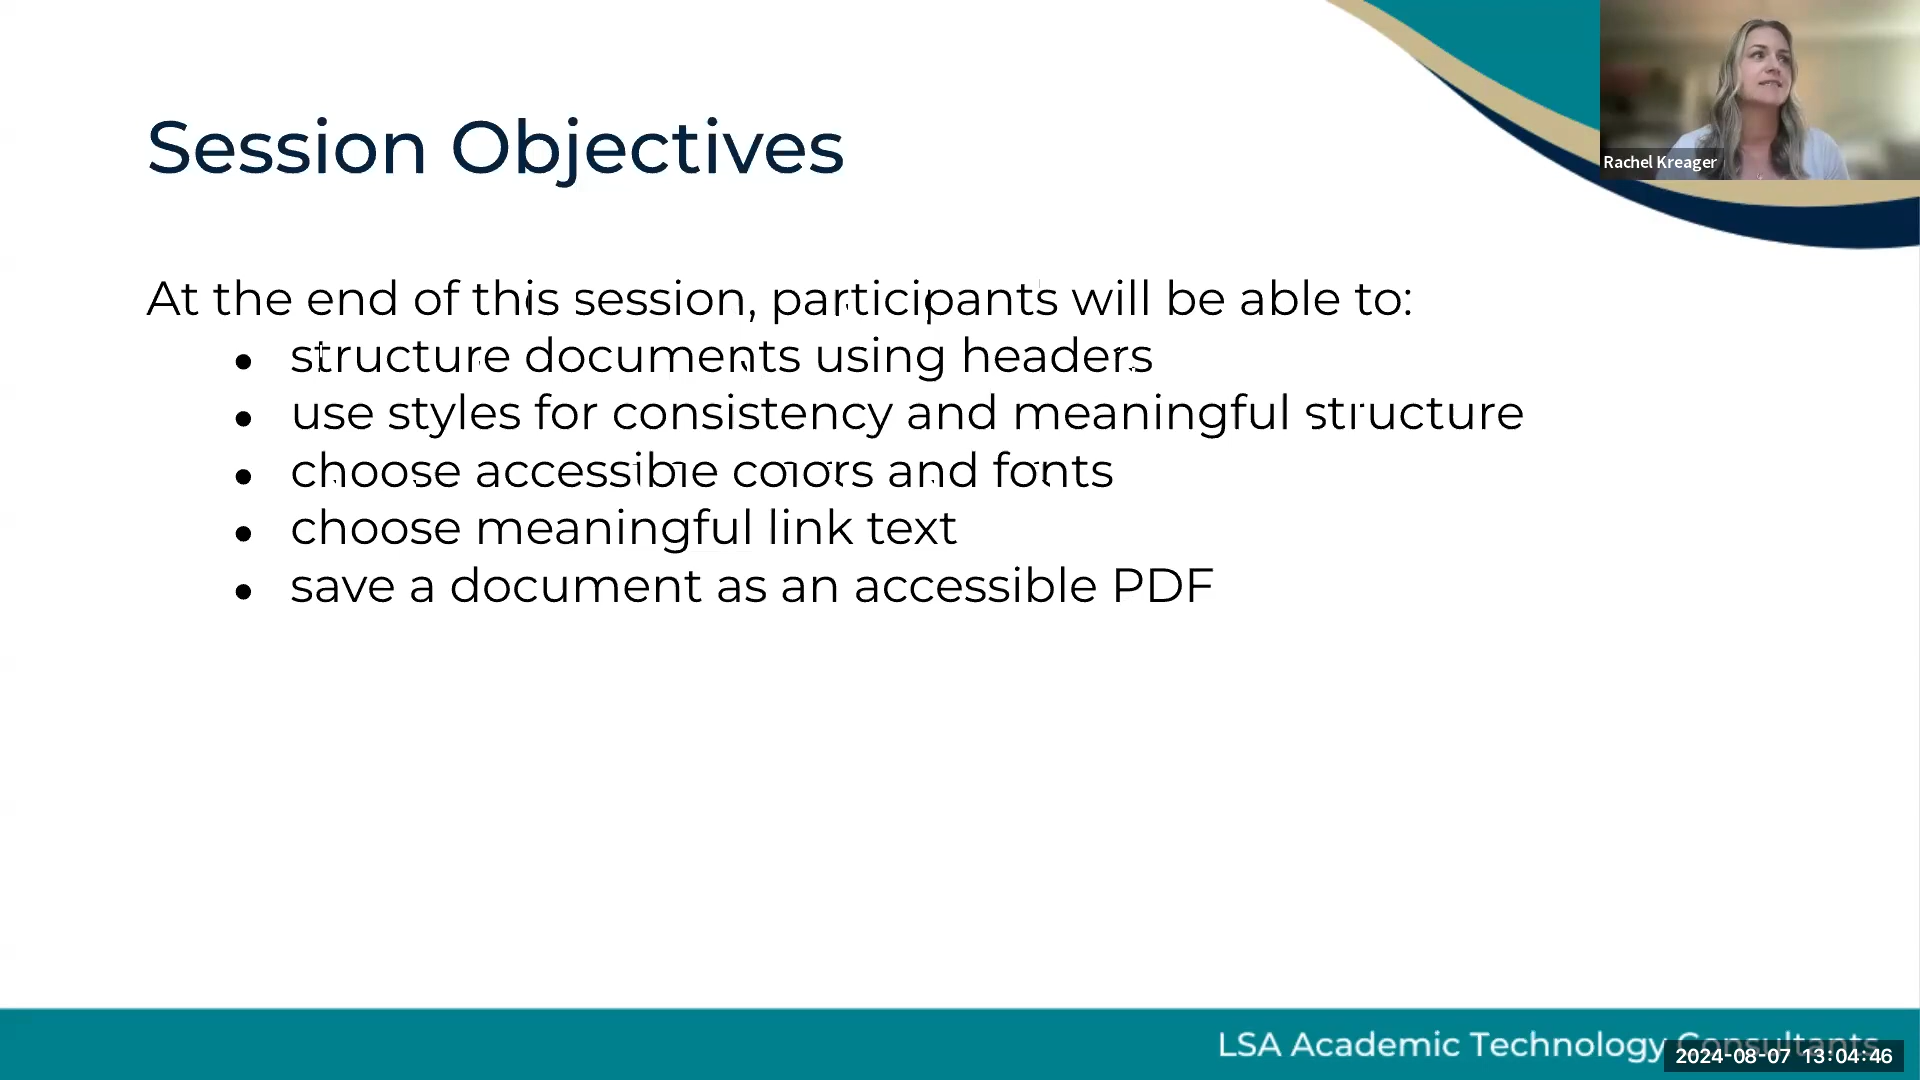 Session Objectives
Rachel Kreager
At the end of this session, participants will be able to:
• structure documents using headers
• use styles for consistency and meaningful structure
• choose accessible colors and fonts
• choose meaningful link text
• save a document as an accessible PDF
LSA Academic Technology Consultants
2024-08-07 13:04:46